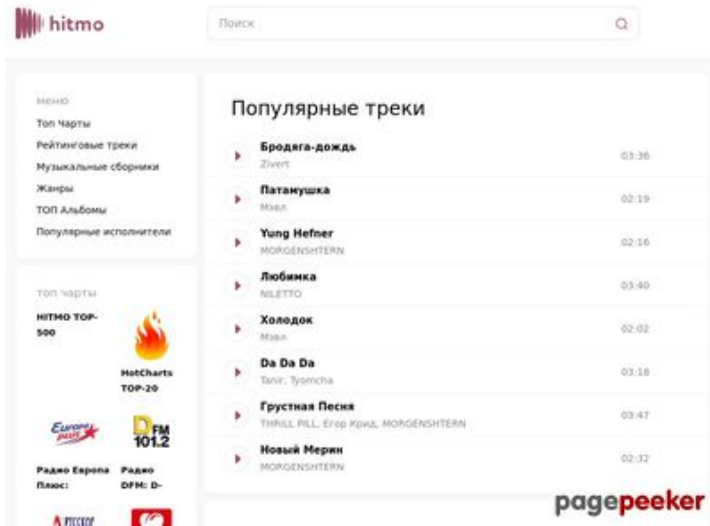 hitmo
Поиск
меню
Топ Чарты
Рейтинговые треки
Музыкальные сборники
Жанры
ТОП Альбомы
Популярные исполнители
топ чарты
HITMO TOP-
500
HotCharts
TOP-20
Европа
плюс
DFM
101.2
Радио Европа
Плюс:
Радио
DFM: D-
РУССКОЕ
Популярные треки
Бродяга-дождь
Zivert
03:36
Патамушка
Мэвл
02:19
Yung Hefner
MORGENSHTERN
02:16
Любимка
NILETTO
03:40
Холодок
Мэвл
02:02
Da Da Da
Tanir, Tyomcha
03:18
Грустная Песня
THRILL PILL, Егор Крид, MORGENSHTERN
03:47
Новый Мерин
MORGENSHTERN
02:32
pagepeeker